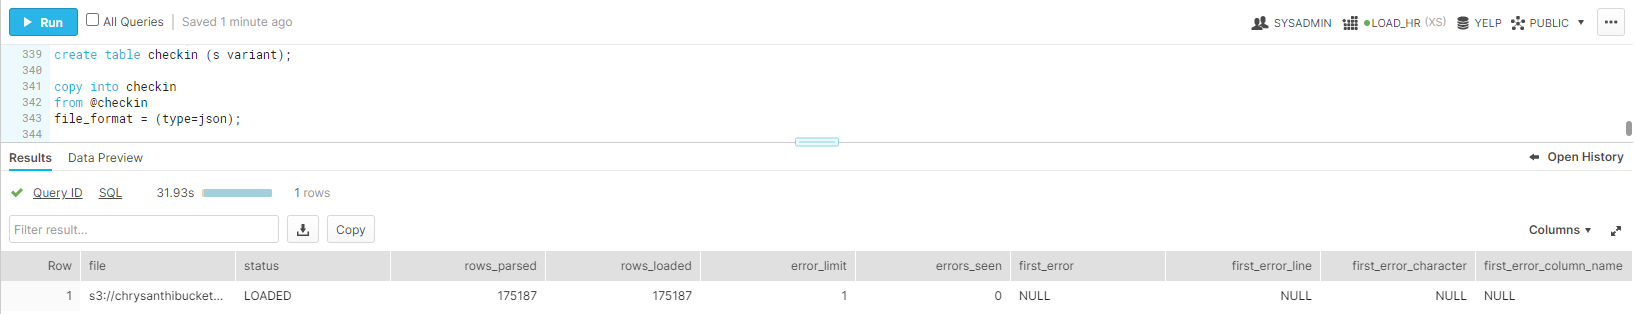 Run All Queries Saved 1 minute ago SYSADMIN LOAD_HR (XS) YELP PUBLIC
339 create table checkin (s variant);
340
341 copy into checkin
342 from @checkin
343 file_format = (type=json);
344
Results Data Preview Open History
Query ID SQL 31.93s 1 rows
Filter result... Copy Columns
Row file status rows_parsed rows_loaded error_limit errors_seen first_error first_error_line first_error_character first_error_column_name
1 s3://chrysanthibucket... LOADED 175187 175187 1 0 NULL NULL NULL NULL